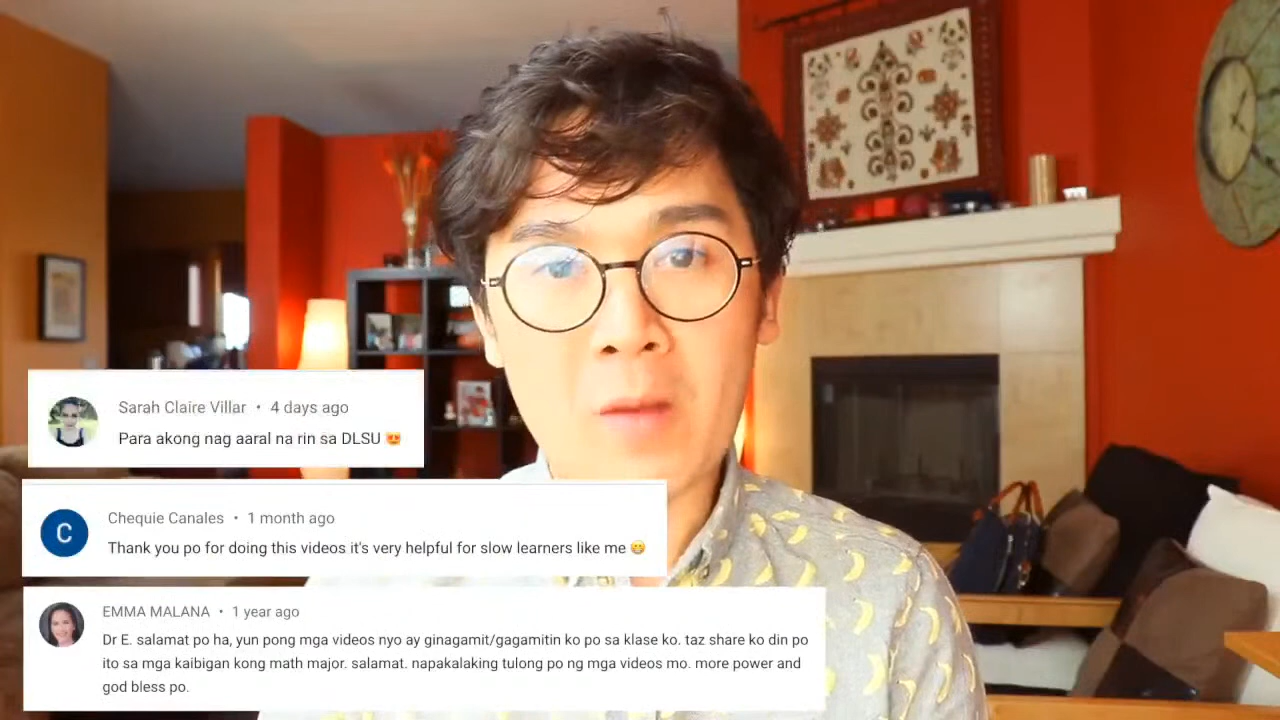 Sarah Claire Villar • 4 days ago
Para akong nag aaral na rin sa DLSU 😍
C
Chequie Canales • 1 month ago
Thank you po for doing this videos it's very helpful for slow learners like me 😁
EMMA MALANA • 1 year ago
Dr E. salamat po ha, yun pong mga videos nyo ay ginagamit/gagamitin ko po sa klase ko. taz share ko din po
ito sa mga kaibigan kong math major. salamat. napakalaking tulong po ng mga videos mo. more power and
god bless po.